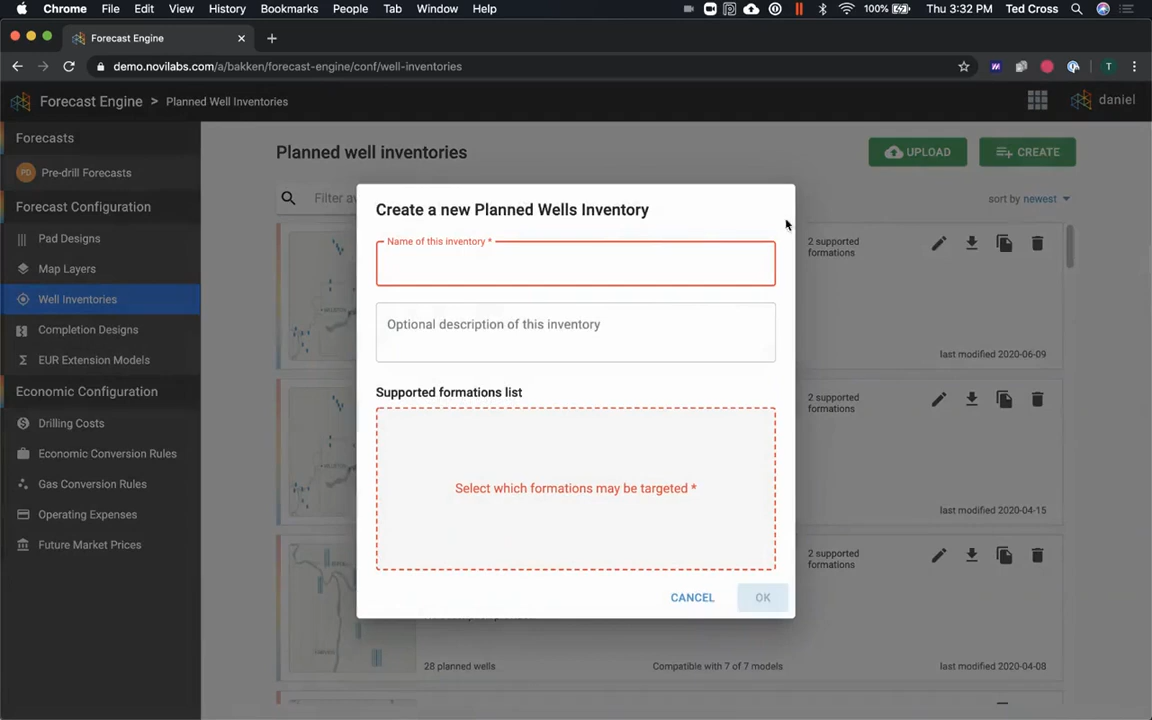 Chrome File Edit View History Bookmarks People Tab Window Help 100% Thu 3:32 PM Ted Cross
Forecast Engine
demo.novilabs.com/a/bakken/forecast-engine/conf/well-inventories T
Forecast Engine > Planned Well Inventories daniel
Forecasts
PD Pre-drill Forecasts
Forecast Configuration
Pad Designs
Map Layers
Well Inventories
Completion Designs
Σ EUR Extension Models
Economic Configuration
Drilling Costs
Economic Conversion Rules
Gas Conversion Rules
Operating Expenses
Future Market Prices
Planned well inventories
UPLOAD CREATE
Filter av
sort by newest
Create a new Planned Wells Inventory
Name of this inventory *
Optional description of this inventory
Supported formations list
Select which formations may be targeted *
CANCEL OK
2 supported
formations
last modified 2020-06-09
2 supported
formations
last modified 2020-04-15
2 supported
formations
28 planned wells Compatible with 7 of 7 models last modified 2020-04-08